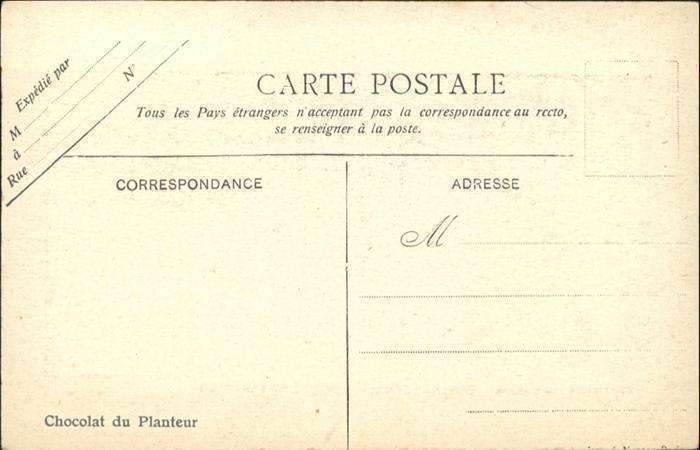 Expédié par
M
à
Rue
N°
CARTE POSTALE
Tous les Pays étrangers n'acceptant pas la correspondance au recto,
se renseigner à la poste.
CORRESPONDANCE
ADRESSE
M
Chocolat du Planteur